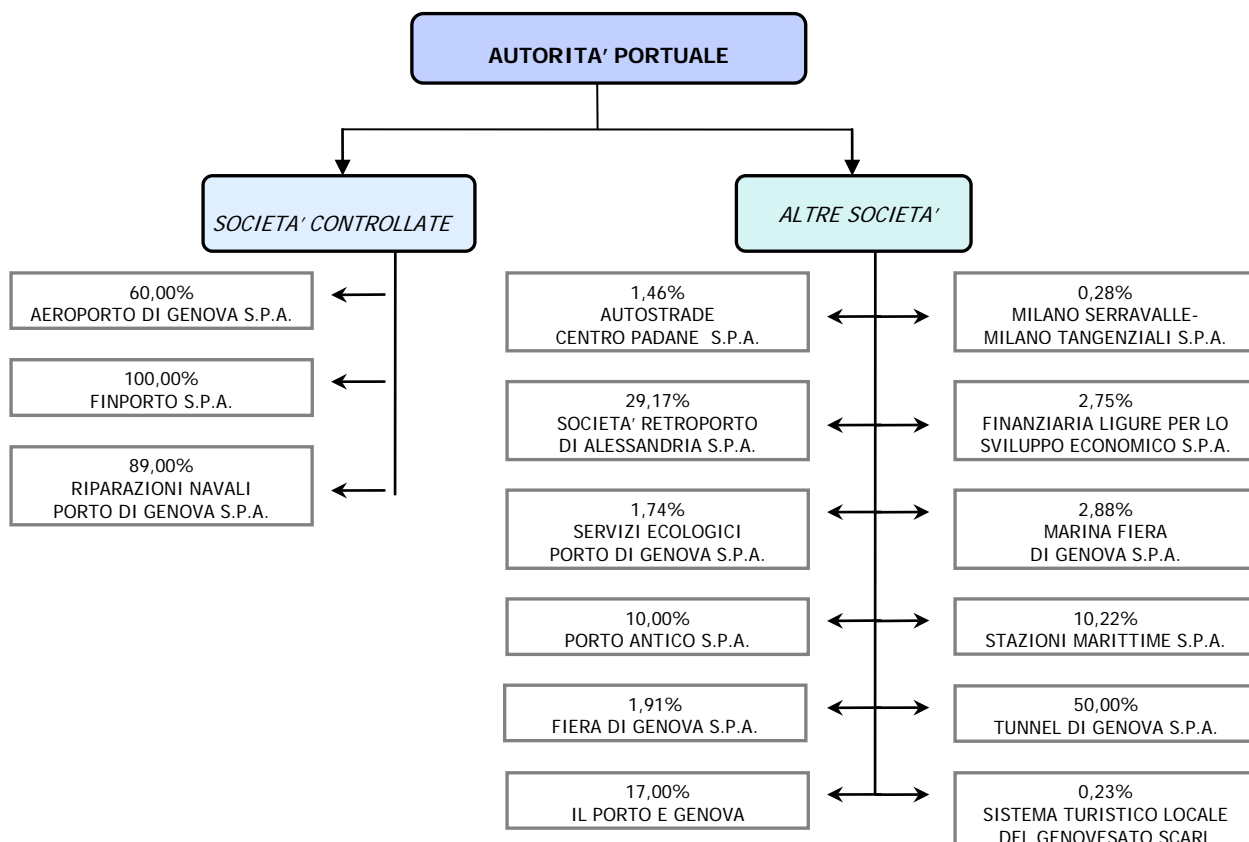 AUTORITA' PORTUALE
SOCIETA' CONTROLLATE
60,00%
AEROPORTO DI GENOVA S.P.A.
100,00%
FINPORTO S.P.A.
89,00%
RIPARAZIONI NAVALI
PORTO DI GENOVA S.P.A.
ALTRE SOCIETA'
1,46%
AUTOSTRADE
CENTRO PADANE S.P.A.
0,28%
MILANO SERRAVALLE-
MILANO TANGENZIALI S.P.A.
29,17%
SOCIETA' RETROPORTO
DI ALESSANDRIA S.P.A.
2,75%
FINANZIARIA LIGURE PER LO
SVILUPPO ECONOMICO S.P.A.
1,74%
SERVIZI ECOLOGICI
PORTO DI GENOVA S.P.A.
2,88%
MARINA FIERA
DI GENOVA S.P.A.
10,00%
PORTO ANTICO S.P.A.
10,22%
STAZIONI MARITTIME S.P.A.
1,91%
FIERA DI GENOVA S.P.A.
50,00%
TUNNEL DI GENOVA S.P.A.
17,00%
IL PORTO E GENOVA
0,23%
SISTEMA TURISTICO LOCALE
DEL GENOVESATO SCARL